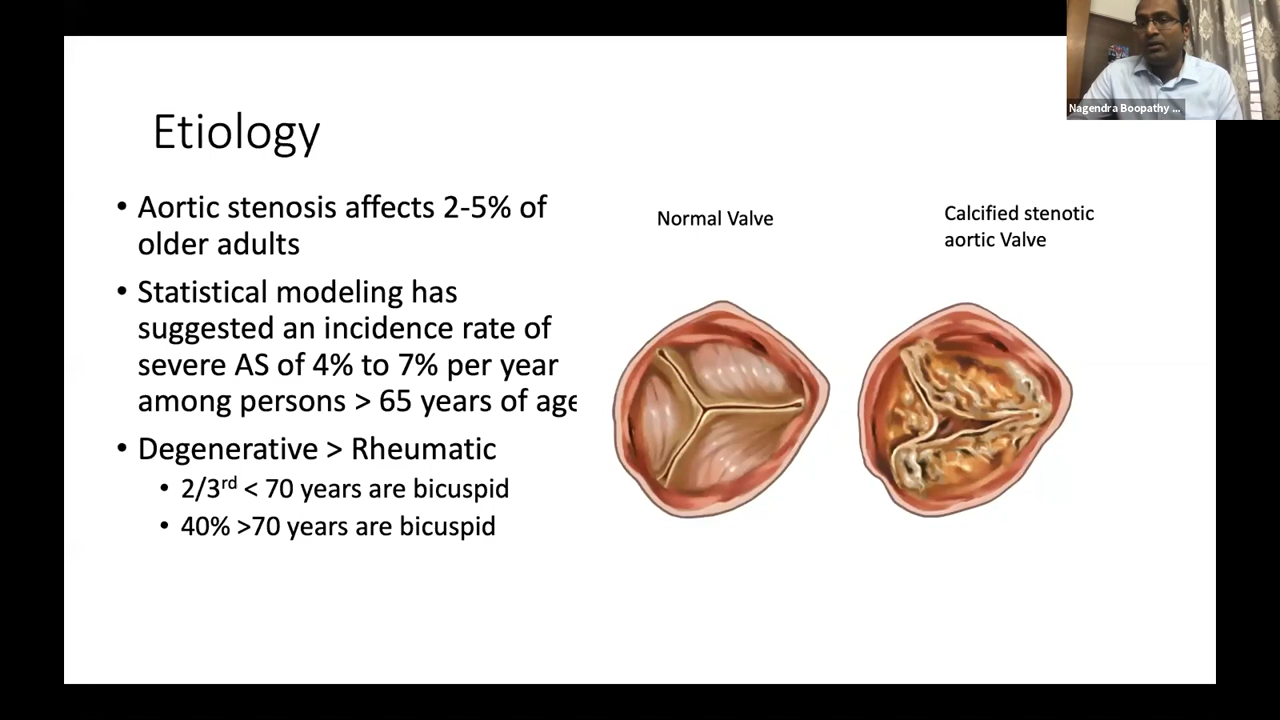 Nagendra Boopathy ...
Etiology
• Aortic stenosis affects 2-5% of
older adults
• Statistical modeling has
suggested an incidence rate of
severe AS of 4% to 7% per year
among persons > 65 years of age
• Degenerative > Rheumatic
• 2/3rd < 70 years are bicuspid
• 40% >70 years are bicuspid
Normal Valve
Calcified stenotic
aortic Valve